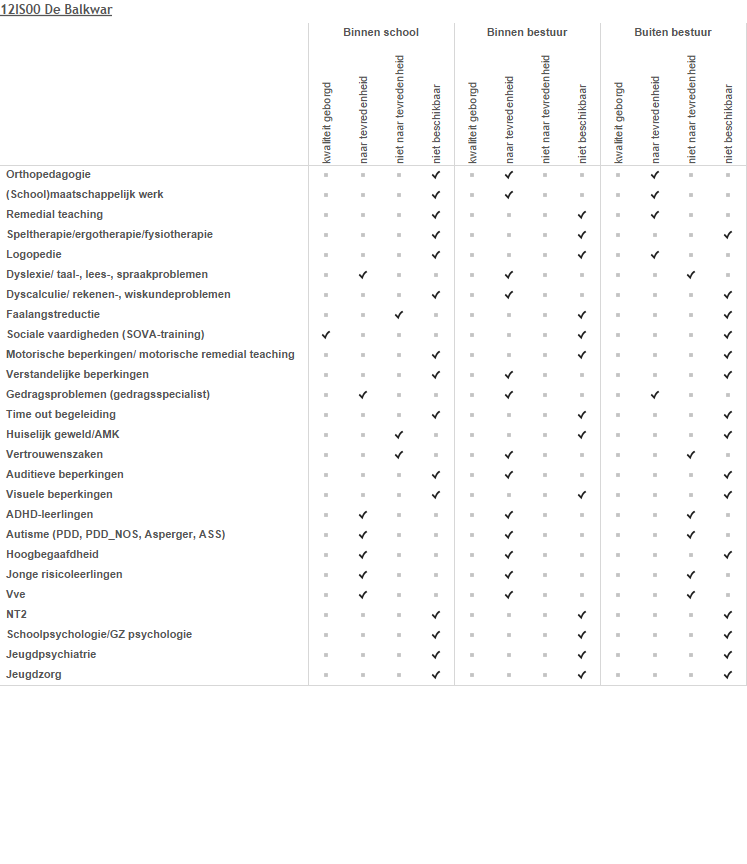 12IS00 De Balkwar
Binnen school Binnen bestuur Buiten bestuur
kwaliteit geborgd naar tevredenheid niet naar tevredenheid niet beschikbaar kwaliteit geborgd naar tevredenheid niet naar tevredenheid niet beschikbaar kwaliteit geborgd naar tevredenheid niet naar tevredenheid niet beschikbaar
Orthopedagogie
(School)maatschappelijk werk
Remedial teaching
Speltherapie/ergotherapie/fysiotherapie
Logopedie
Dyslexie/ taal-, lees-, spraakproblemen
Dyscalculie/ rekenen-, wiskundeproblemen
Faalangstreductie
Sociale vaardigheden (SOVA-training)
Motorische beperkingen/ motorische remedial teaching
Verstandelijke beperkingen
Gedragsproblemen (gedragsspecialist)
Time out begeleiding
Huiselijk geweld/AMK
Vertrouwenszaken
Auditieve beperkingen
Visuele beperkingen
ADHD-leerlingen
Autisme (PDD, PDD_NOS, Asperger, ASS)
Hoogbegaafdheid
Jonge risicoleerlingen
Vve
NT2
Schoolpsychologie/GZ psychologie
Jeugdpsychiatrie
Jeugdzorg